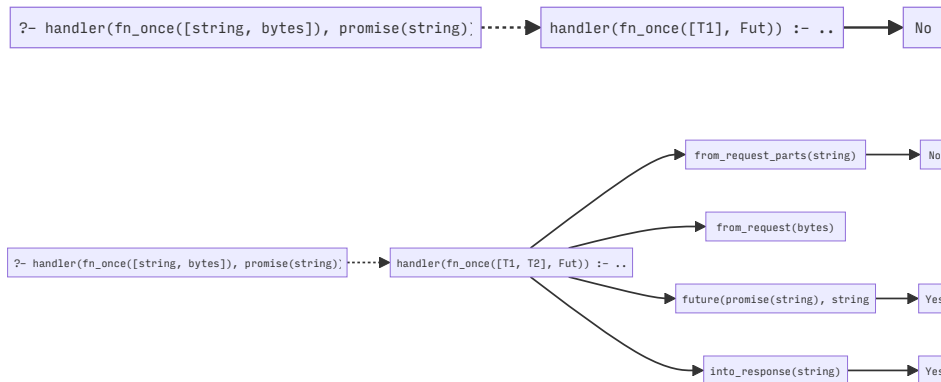 ?- handler(fn_once([string, bytes]), promise(string)
handler(fn_once([T1], Fut)) :- ..
No
from_request_parts(string)
No
from_request(bytes)
?- handler(fn_once([string, bytes]), promise(string)
handler(fn_once([T1, T2], Fut)) :- ..
future(promise(string), string
Yes
into_response(string)
Yes